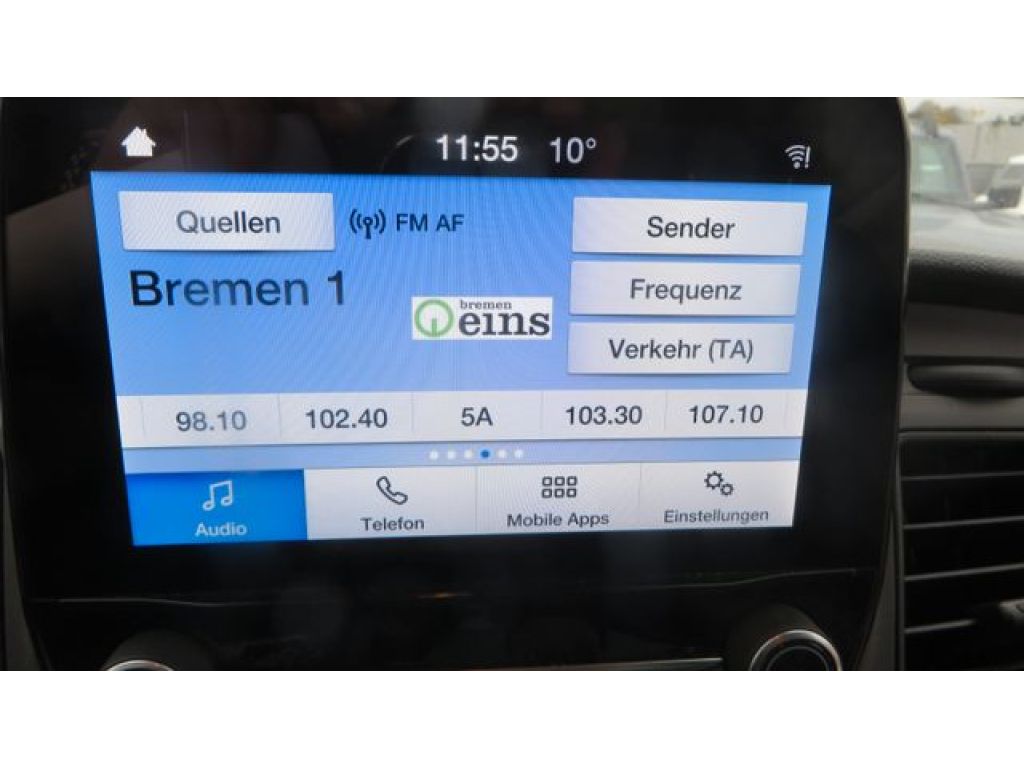 11:55 10°
Quellen FM AF Sender
Bremen 1
bremen
eins
Frequenz
Verkehr (TA)
98.10 102.40 5A 103.30 107.10
Audio Telefon Mobile Apps Einstellungen